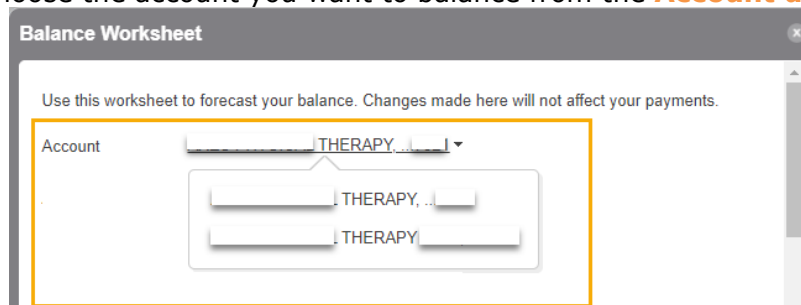 oose the account you want to balance from the Account d
Balance Worksheet
Use this worksheet to forecast your balance. Changes made here will not affect your payments.
Account THERAPY, ..
THERAPY, ..
THERAPY